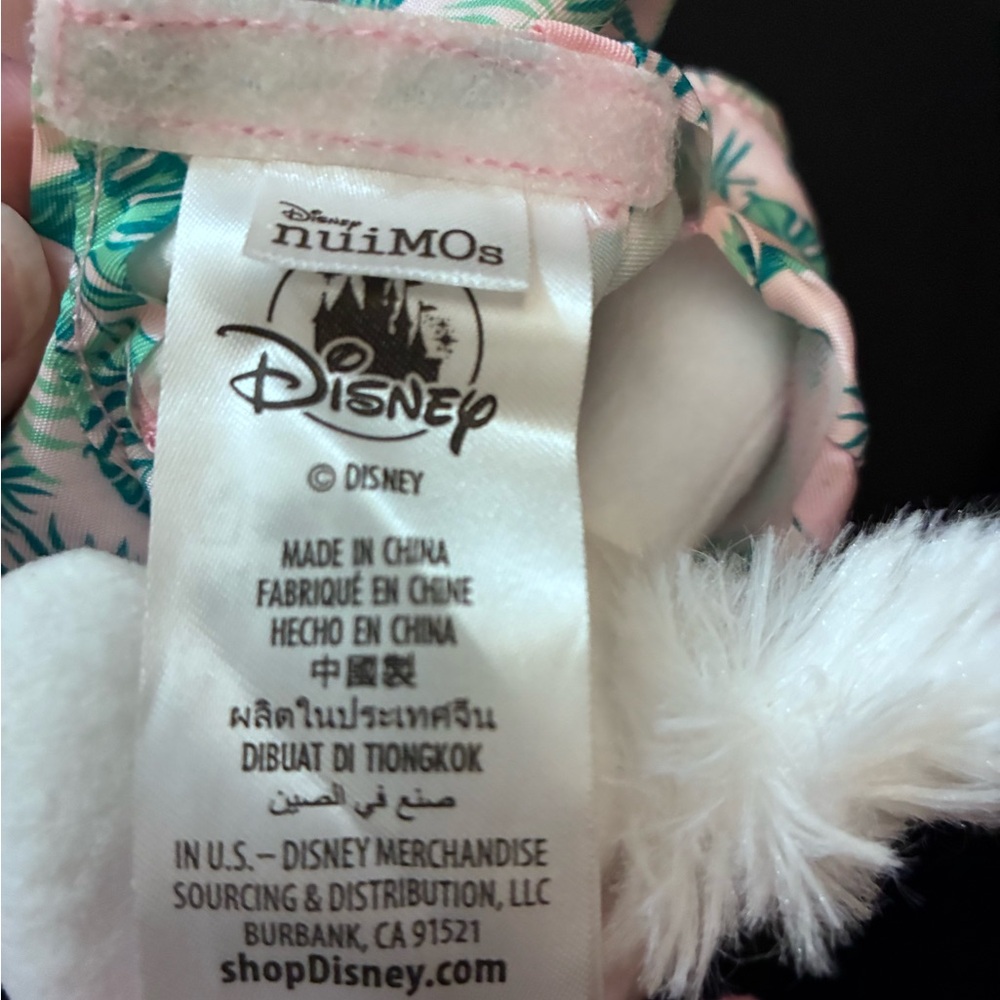 Disney
nuiMOs
Disney
© DISNEY
MADE IN CHINA
FABRIQUÉ EN CHINE
HECHO EN CHINA
中國製
ผลิตในประเทศจีน
DIBUAT DI TIONGKOK
صنع في الصين
IN U.S.– DISNEY MERCHANDISE
SOURCING & DISTRIBUTION, LLC
BURBANK, CA 91521
shopDisney.com